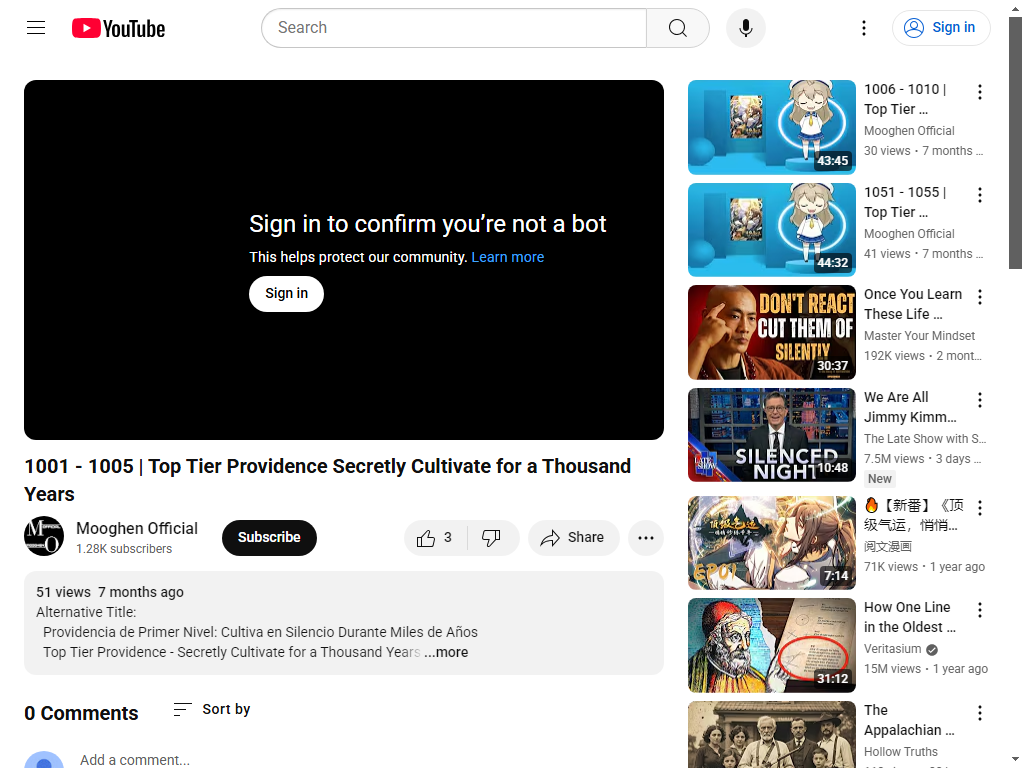 YouTube
Search
Sign in
Sign in to confirm you’re not a bot
This helps protect our community. Learn more
Sign in
1001 - 1005 | Top Tier Providence Secretly Cultivate for a Thousand
Years
Mooghen Official
1.28K subscribers
Subscribe
3
Share
51 views 7 months ago
Alternative Title:
Providencia de Primer Nivel: Cultiva en Silencio Durante Miles de Años
Top Tier Providence - Secretly Cultivate for a Thousand Years ...more
0 Comments
Sort by
Add a comment...
43:45
1006 - 1010 |
Top Tier ...
Mooghen Official
30 views • 7 months ...
44:32
1051 - 1055 |
Top Tier ...
Mooghen Official
41 views • 7 months ...
DON'T REACT
CUT THEM OF
SILENTLY
30:37
Once You Learn
These Life ...
Master Your Mindset
192K views • 2 mont...
LATE
SHOW
SILENCED
NIGHT
10:48
We Are All
Jimmy Kimm...
The Late Show with S...
7.5M views • 3 days ...
New
顶级气运
EP01
7:14
🔥【新番】《顶
级气运，悄悄...
阅文漫画
71K views • 1 year ago
31:12
How One Line
in the Oldest ...
Veritasium
15M views • 1 year ago
The
Appalachian ...
Hollow Truths